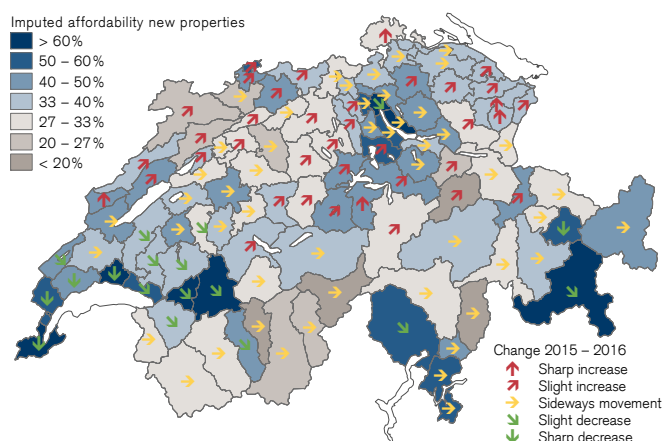 Imputed affordability new properties
> 60%
50 – 60%
40 – 50%
33 – 40%
27 – 33%
20 – 27%
< 20%
Change 2015 – 2016
Sharp increase
Slight increase
Sideways movement
Slight decrease
Sharp decrease